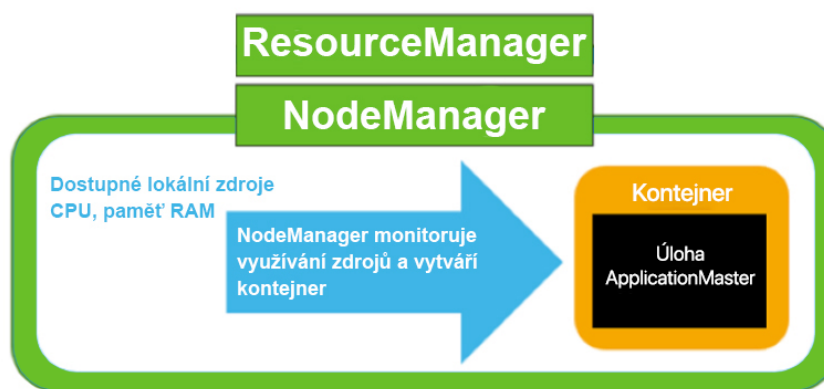 ResourceManager
NodeManager
Dostupné lokální zdroje
CPU, paměť RAM
NodeManager monitoruje
využívání zdrojů a vytváří
kontejner
Kontejner
Úloha
ApplicationMaster